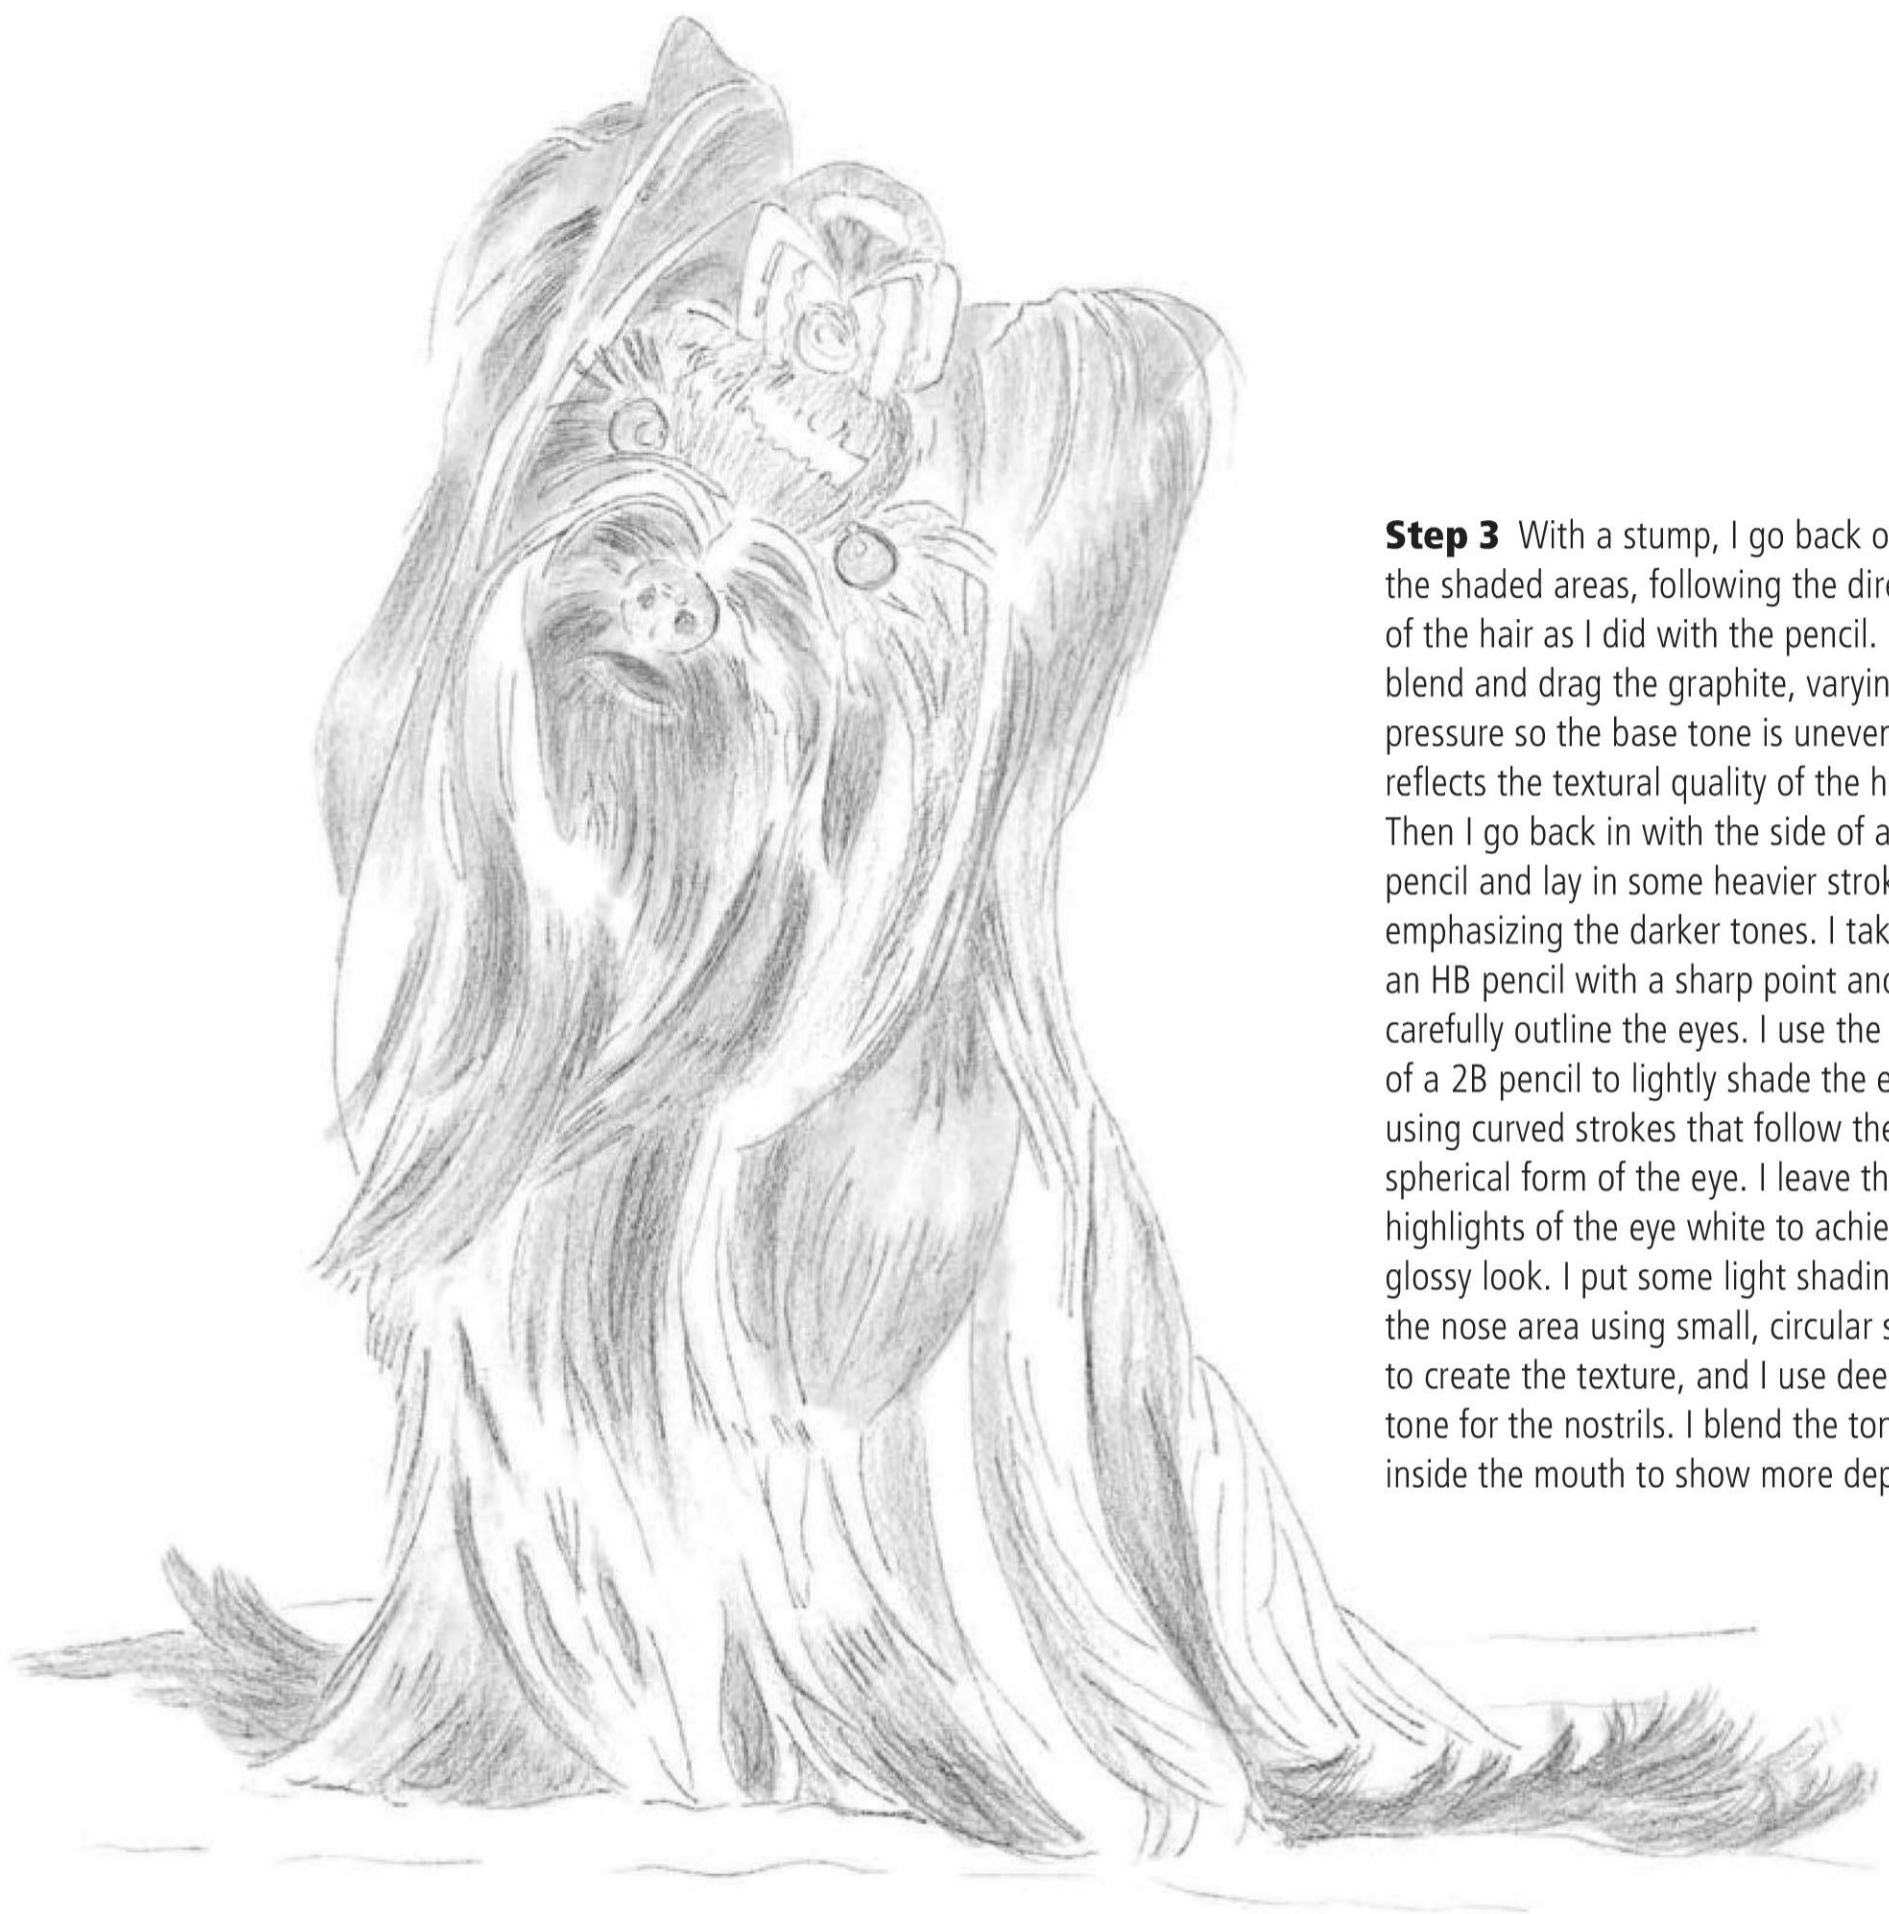 Step 3 With a stump, I go back o
the shaded areas, following the dire
of the hair as I did with the pencil.
blend and drag the graphite, varyin
pressure so the base tone is uneven
reflects the textural quality of the h
Then I go back in with the side of a
pencil and lay in some heavier strok
emphasizing the darker tones. I tak
an HB pencil with a sharp point and
carefully outline the eyes. I use the
of a 2B pencil to lightly shade the e
using curved strokes that follow the
spherical form of the eye. I leave th
highlights of the eye white to achie
glossy look. I put some light shadin
the nose area using small, circular s
to create the texture, and I use dee
tone for the nostrils. I blend the ton
inside the mouth to show more dep